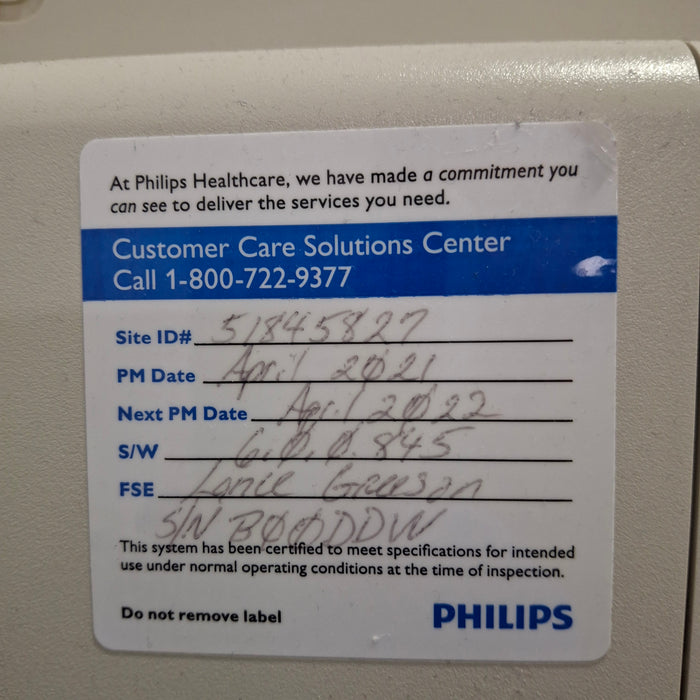 At Philips Healthcare, we have made a commitment you
can see to deliver the services you need.
Customer Care Solutions Center
Call 1-800-722-9377
Site ID# 51845827
PM Date April 2021
Next PM Date April 2022
S/W 6.0.0.845
FSE Lance Greeson
S/N B00DDW
This system has been certified to meet specifications for intended
use under normal operating conditions at the time of inspection.
Do not remove label
PHILIPS